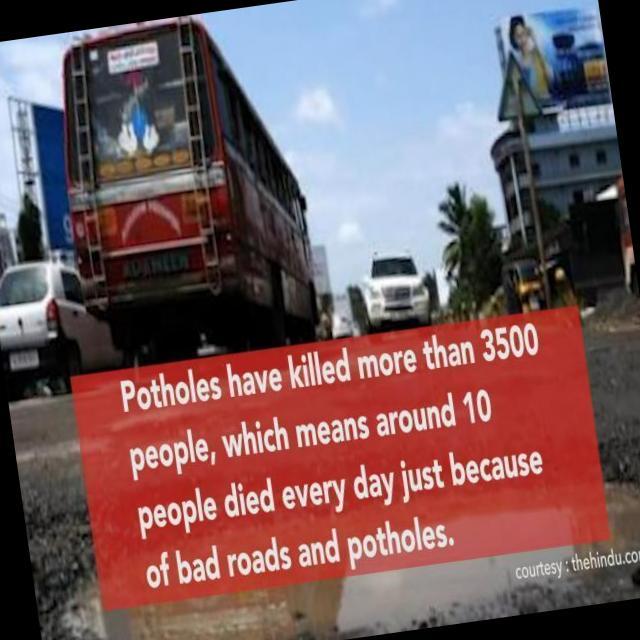 Potholes have killed more than 3500
people, which means around 10
people died every day just because
of bad roads and potholes.
courtesy : thehindu.com